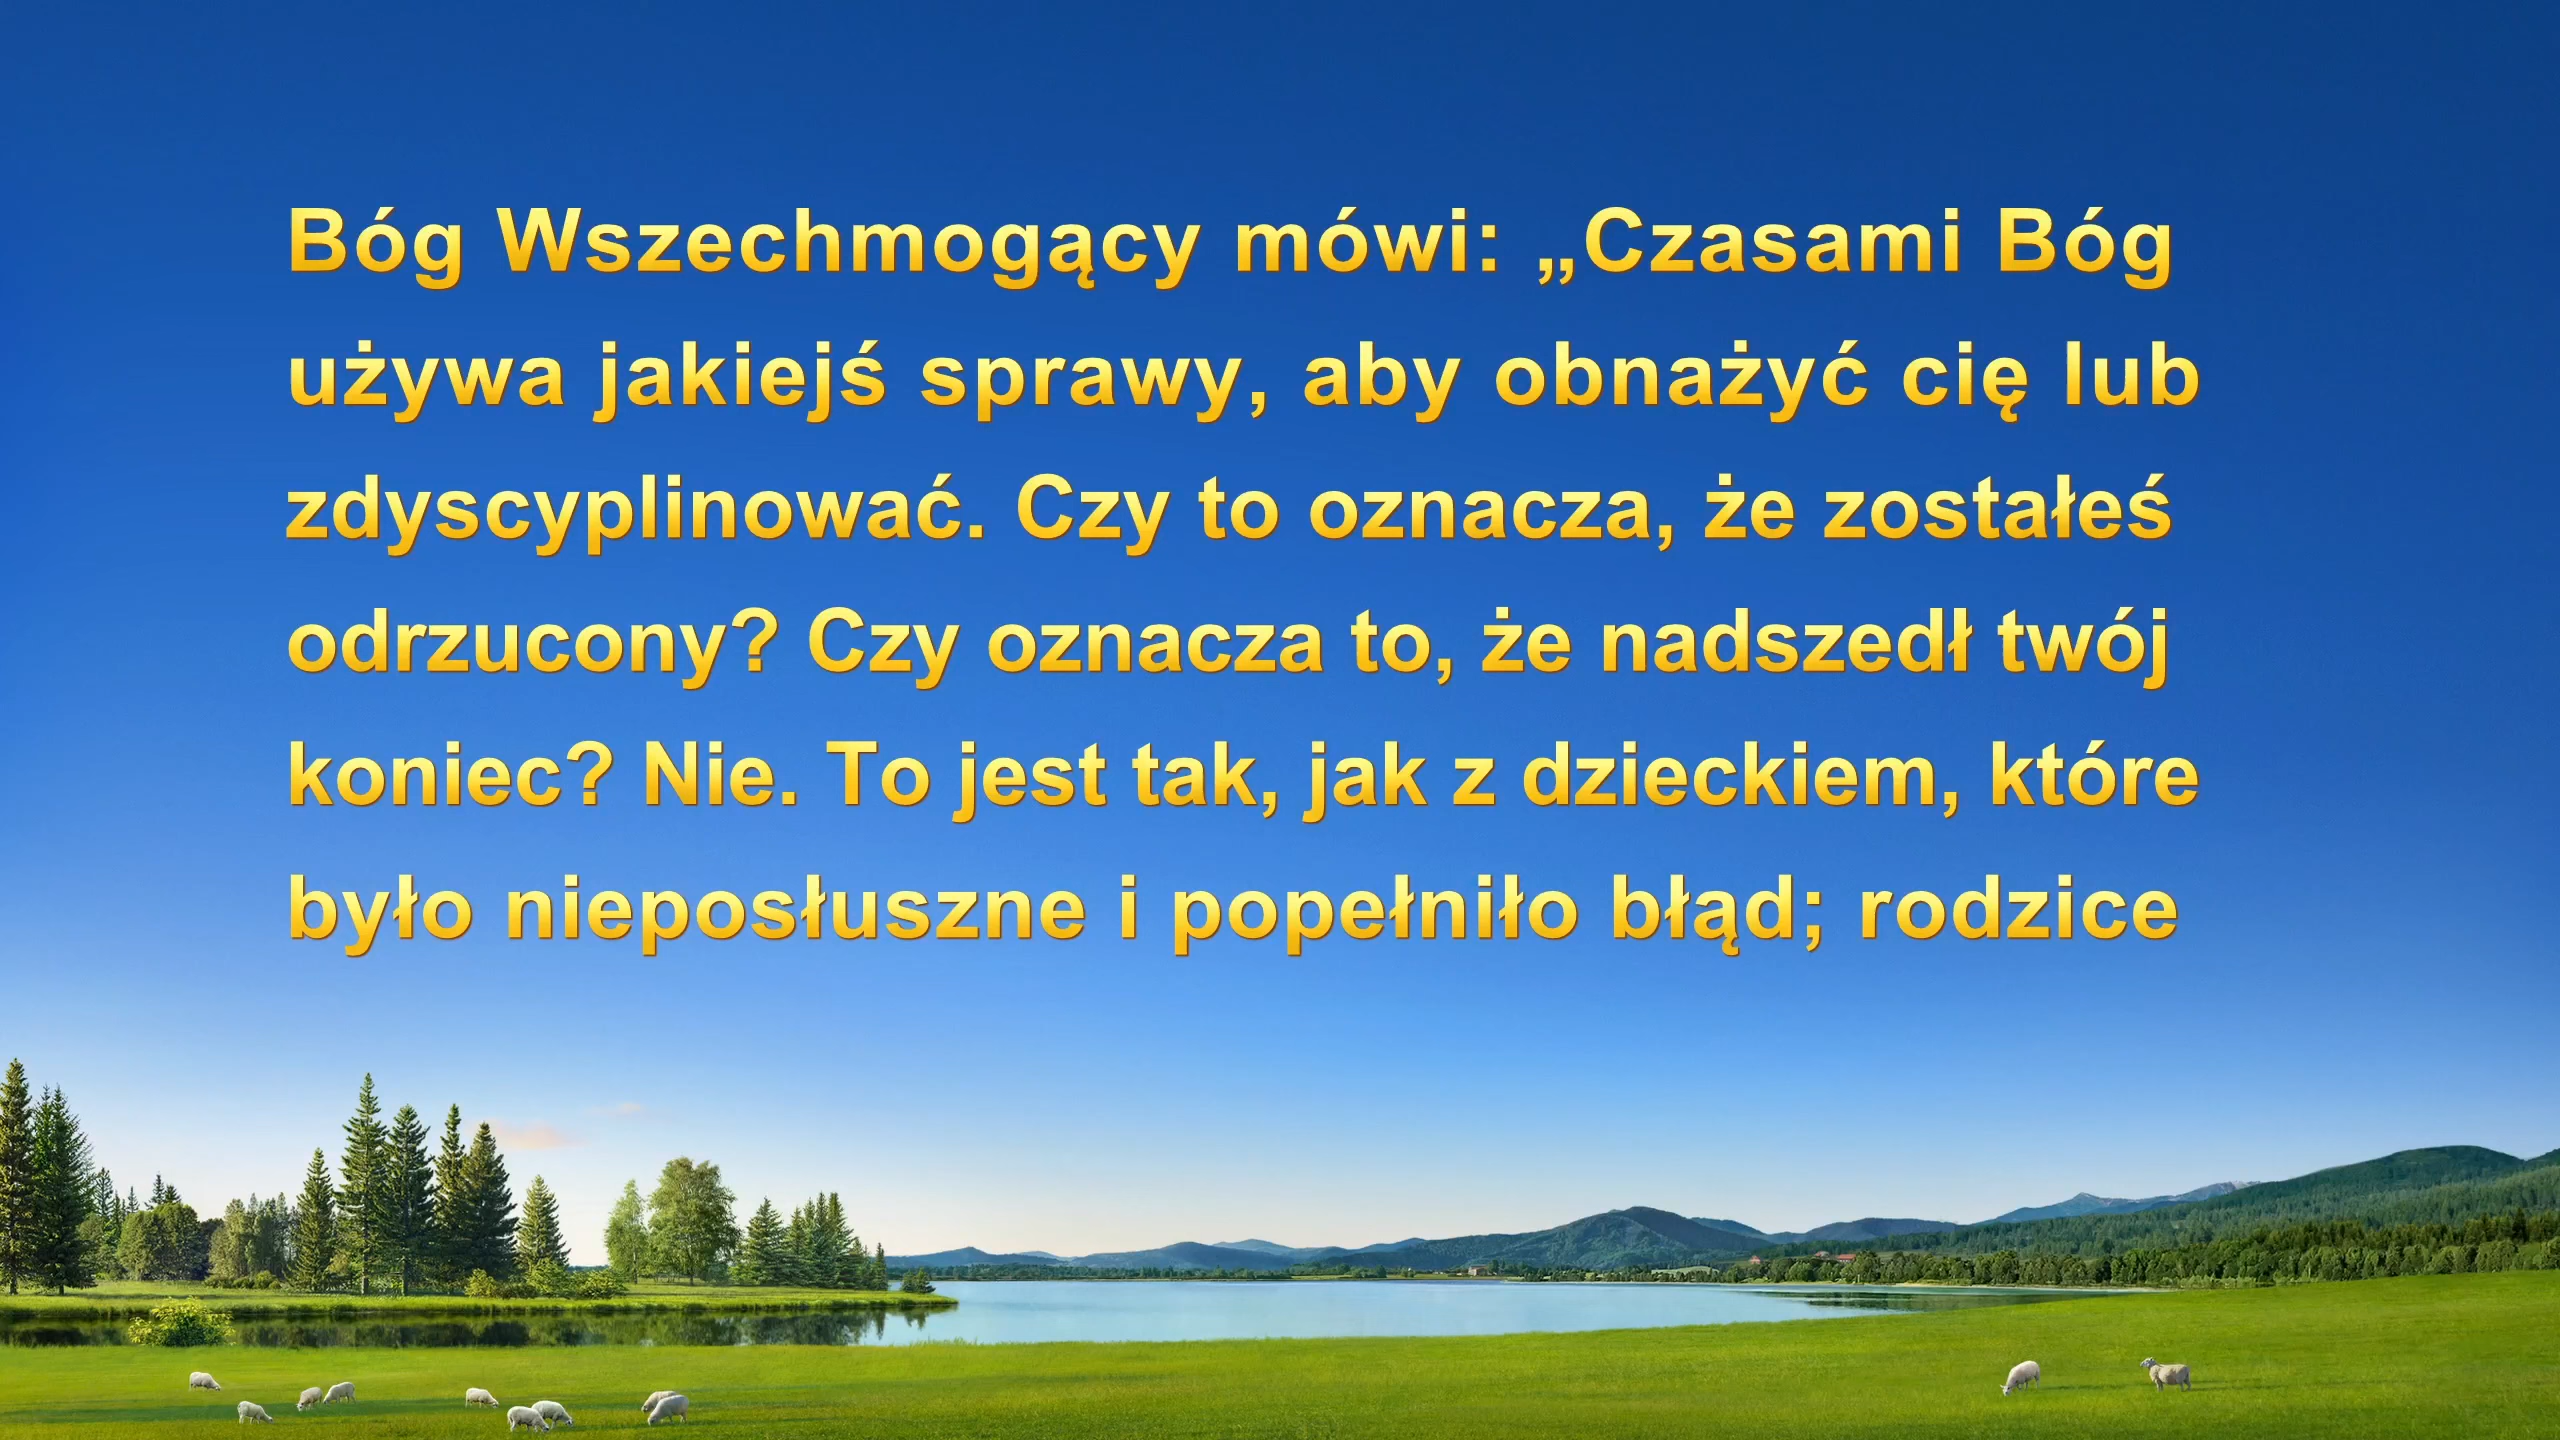 Bóg Wszechmogący mówi: „Czasami Bóg
używa jakiejś sprawy, aby obnażyć cię lub
zdyscyplinować. Czy to oznacza, że zostałeś
odrzucony? Czy oznacza to, że nadszedł twój
koniec? Nie. To jest tak, jak z dzieckiem, które
było nieposłuszne i popełniło błąd; rodzice